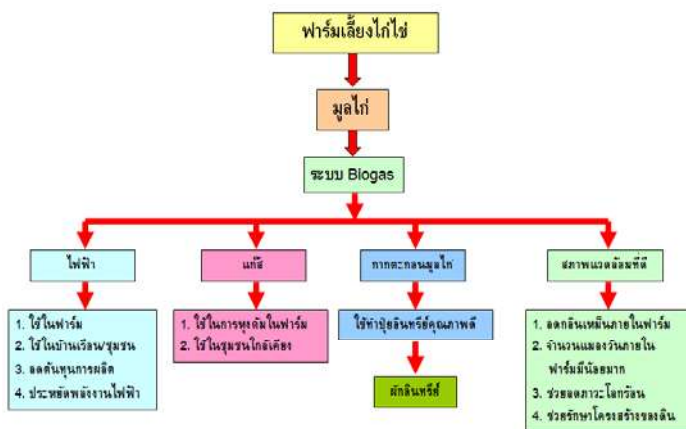 ฟาร์มเลี้ยงไก่ไข่
มูลไก่
ระบบ Biogas
ไฟฟ้า
แก๊ส
กากตะกอนมูลไก่
สภาพแวดล้อมที่ดี
1. ใช้ในฟาร์ม
2. ใช้ในบ้านเรือน/ชุมชน
3. ลดต้นทุนการผลิต
4. ประหยัดพลังงานไฟฟ้า
1. ใช้ในการหุงต้มในฟาร์ม
2. ใช้ในชุมชนใกล้เคียง
ใช้ทำปุ๋ยอินทรีย์คุณภาพดี
ผักอินทรีย์
1. ลดกลิ่นเหม็นภายในฟาร์ม
2. จำนวนแมลงวันภายใน
ฟาร์มมีน้อยมาก
3. ช่วยลดภาวะโลกร้อน
4. ช่วยรักษาโครงสร้างของดิน